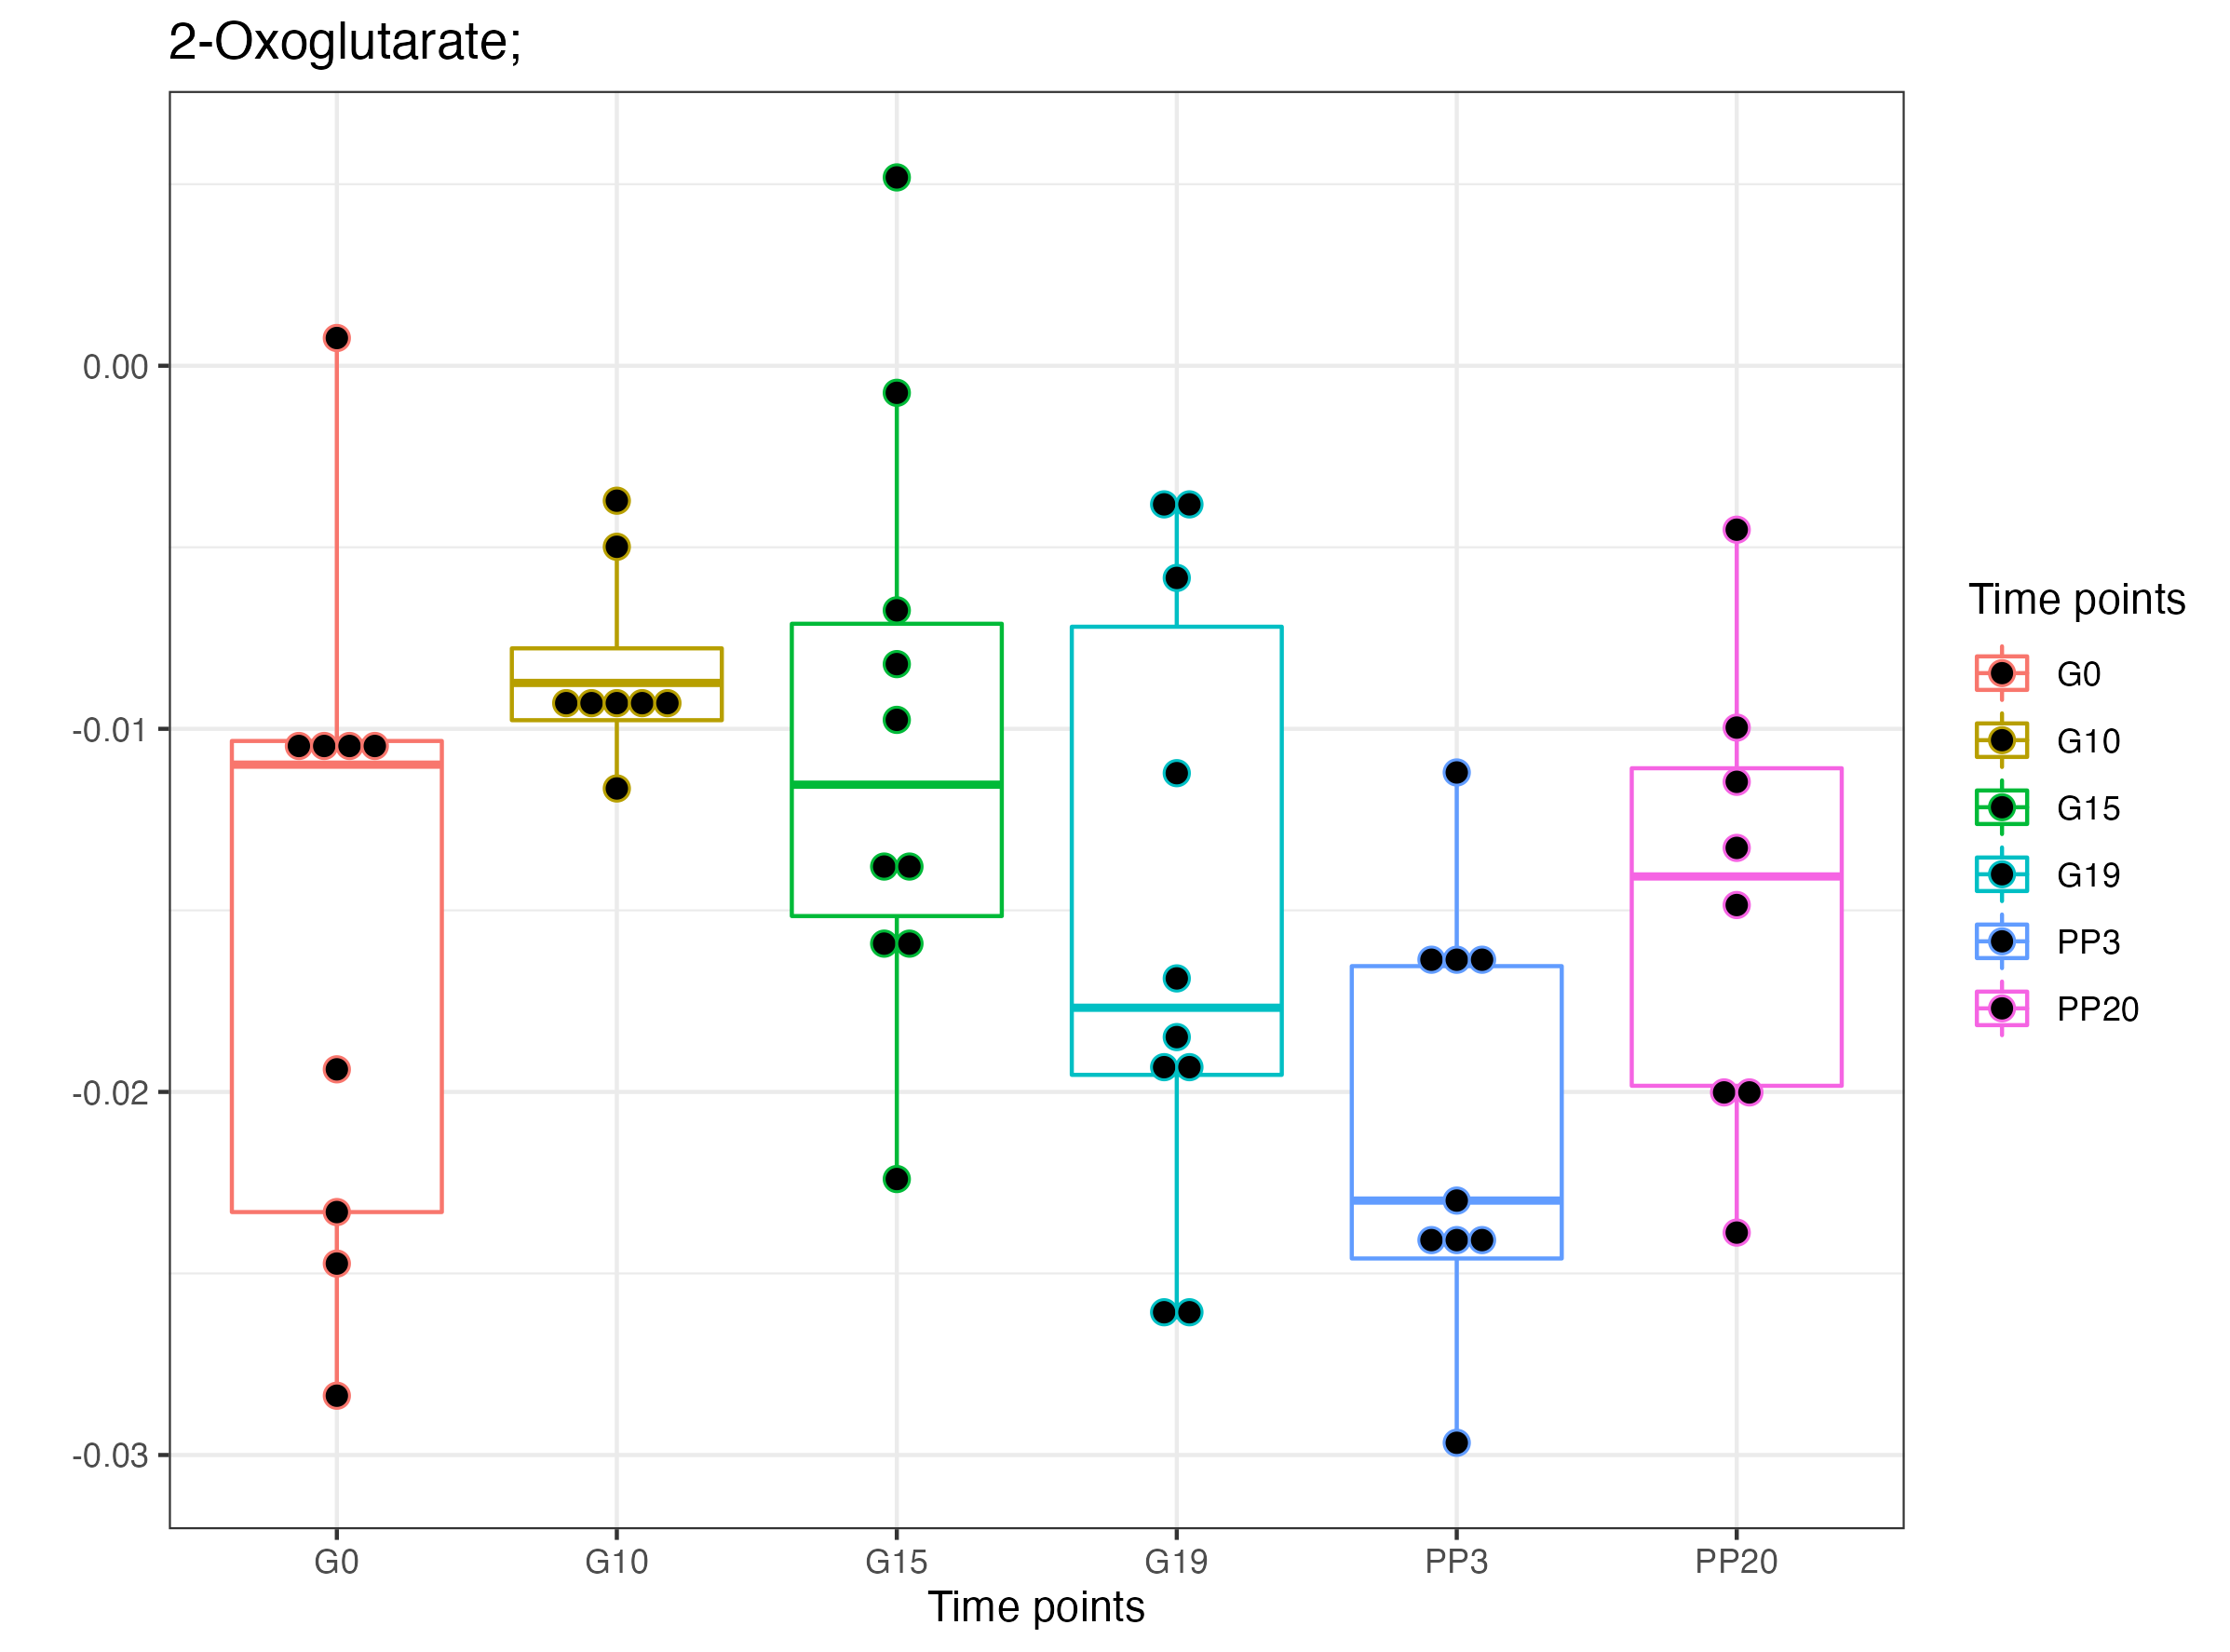 2-Oxoglutarate;
0.00
-0.01
-0.02
-0.03
G0 G10 G15 G19 PP3 PP20
Time points
Time points
G0
G10
G15
G19
PP3
PP20